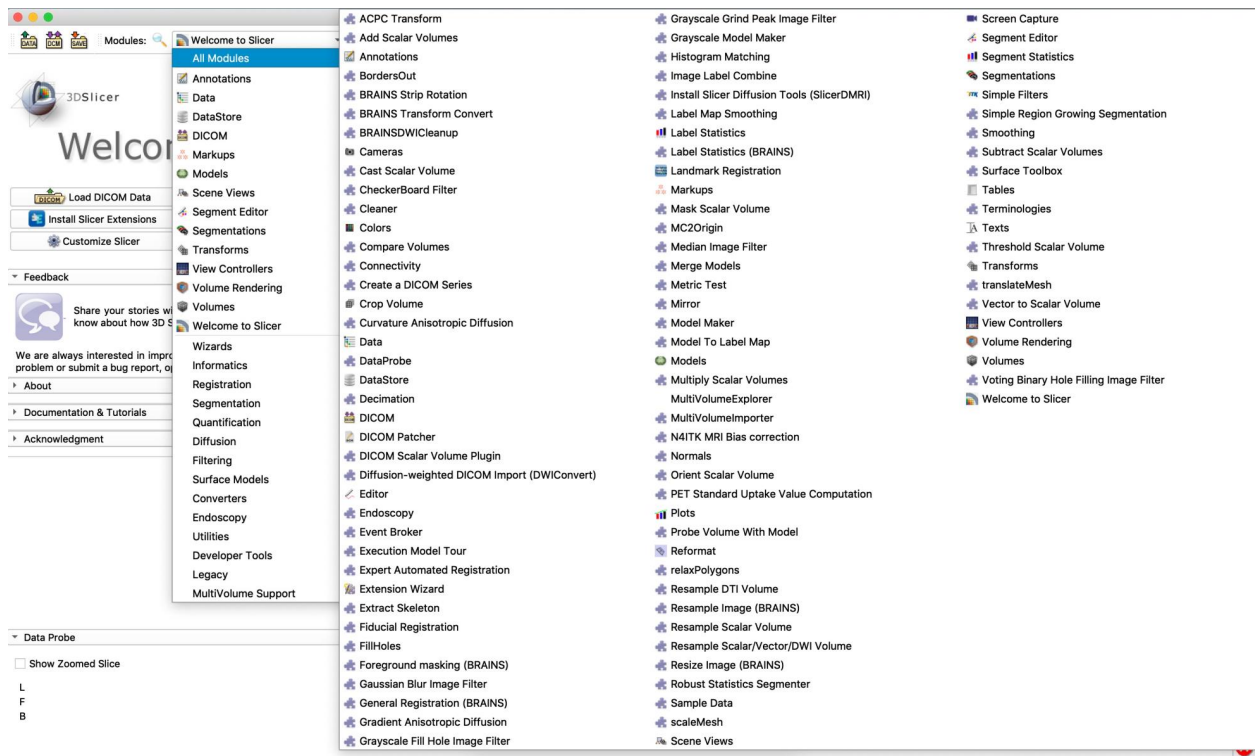 DATA DCM SAVE Modules: Welcome to Slicer
3DSlicer
Welco
DICOM Load DICOM Data
Install Slicer Extensions
Customize Slicer
Feedback
Share your stories wi
know about how 3D S
We are always interested in impro
problem or submit a bug report, o
About
Documentation & Tutorials
Acknowledgment
Data Probe
Show Zoomed Slice
L
F
B
All Modules
Annotations
Data
DataStore
DICOM
Markups
Models
Scene Views
Segment Editor
Segmentations
Transforms
View Controllers
Volume Rendering
Volumes
Welcome to Slicer
Wizards
Informatics
Registration
Segmentation
Quantification
Diffusion
Filtering
Surface Models
Converters
Endoscopy
Utilities
Developer Tools
Legacy
MultiVolume Support
ACPC Transform
Add Scalar Volumes
Annotations
BordersOut
BRAINS Strip Rotation
BRAINS Transform Convert
BRAINSDWICleanup
Cameras
Cast Scalar Volume
CheckerBoard Filter
Cleaner
Colors
Compare Volumes
Connectivity
Create a DICOM Series
Crop Volume
Curvature Anisotropic Diffusion
Data
DataProbe
DataStore
Decimation
DICOM
DICOM Patcher
DICOM Scalar Volume Plugin
Diffusion-weighted DICOM Import (DWIConvert)
Editor
Endoscopy
Event Broker
Execution Model Tour
Expert Automated Registration
Extension Wizard
Extract Skeleton
Fiducial Registration
FillHoles
Foreground masking (BRAINS)
Gaussian Blur Image Filter
General Registration (BRAINS)
Gradient Anisotropic Diffusion
Grayscale Fill Hole Image Filter
Grayscale Grind Peak Image Filter
Grayscale Model Maker
Histogram Matching
Image Label Combine
Install Slicer Diffusion Tools (SlicerDMRI)
Label Map Smoothing
Label Statistics
Label Statistics (BRAINS)
Landmark Registration
Markups
Mask Scalar Volume
MC2Origin
Median Image Filter
Merge Models
Metric Test
Mirror
Model Maker
Model To Label Map
Models
Multiply Scalar Volumes
MultiVolumeExplorer
MultiVolumeImporter
N4ITK MRI Bias correction
Normals
Orient Scalar Volume
PET Standard Uptake Value Computation
Plots
Probe Volume With Model
Reformat
relaxPolygons
Resample DTI Volume
Resample Image (BRAINS)
Resample Scalar Volume
Resample Scalar/Vector/DWI Volume
Resize Image (BRAINS)
Robust Statistics Segmenter
Sample Data
scaleMesh
Scene Views
Screen Capture
Segment Editor
Segment Statistics
Segmentations
Simple Filters
Simple Region Growing Segmentation
Smoothing
Subtract Scalar Volumes
Surface Toolbox
Tables
Terminologies
Texts
Threshold Scalar Volume
Transforms
translateMesh
Vector to Scalar Volume
View Controllers
Volume Rendering
Volumes
Voting Binary Hole Filling Image Filter
Welcome to Slicer